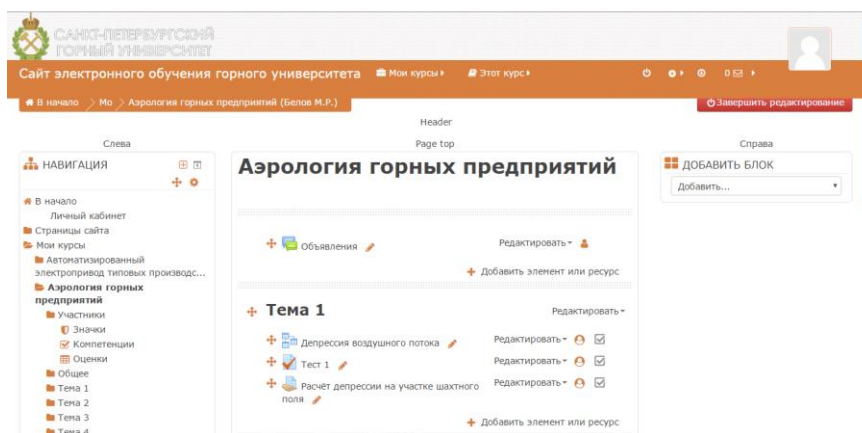 САНКТ-ПЕТЕРБУРГСКИЙ
ГОРНЫЙ УНИВЕРСИТЕТ
Сайт электронного обучения горного университета Мои курсы Этот курс 0
В начало Мо Аэрология горных предприятий (Белов М.Р.) Завершить редактирование
Header
Слева
Page top
Справа
НАВИГАЦИЯ
В начало
Личный кабинет
Страницы сайта
Мои курсы
Автоматизированный
электропривод типовых производс...
Аэрология горных
предприятий
Участники
Значки
Компетенции
Оценки
Общее
Тема 1
Тема 2
Тема 3
Тема 4
Аэрология горных предприятий
Объявления Редактировать
Добавить элемент или ресурс
Тема 1 Редактировать
Депрессия воздушного потока Редактировать
Тест 1 Редактировать
Расчёт депрессии на участке шахтного Редактировать
поля
Добавить элемент или ресурс
ДОБАВИТЬ БЛОК
Добавить...